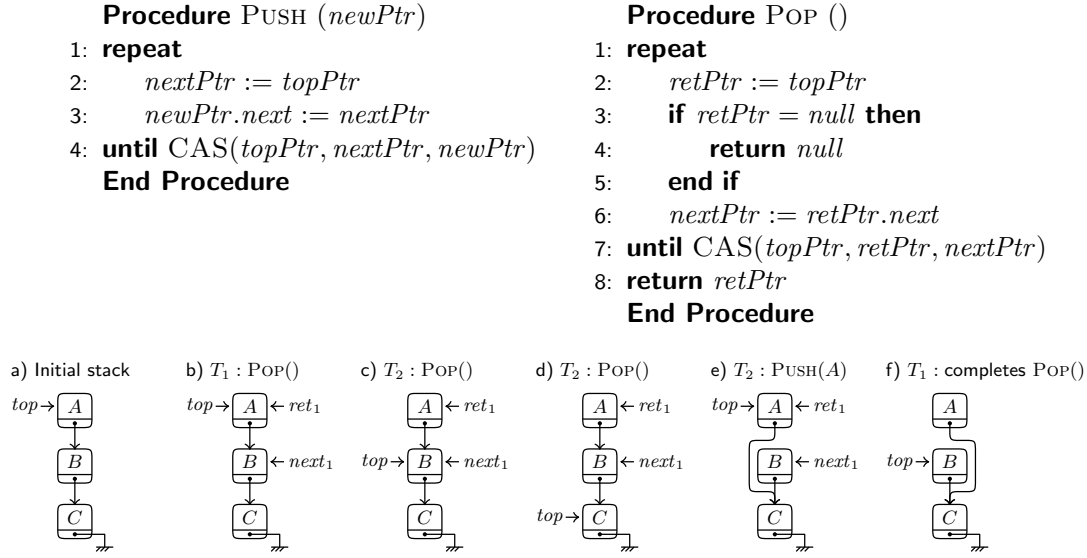 Procedure PUSH (newPtr)
1: repeat
2: nextPtr := topPtr
3: newPtr.next := nextPtr
4: until CAS(topPtr, nextPtr, newPtr)
End Procedure
Procedure POP ()
1: repeat
2: retPtr := topPtr
3: if retPtr = null then
4: return null
5: end if
6: nextPtr := retPtr.next
7: until CAS(topPtr, retPtr, nextPtr)
8: return retPtr
End Procedure
a) Initial stack
top
A
B
C
b) T₁ : POP()
top
A
ret₁
B
next₁
C
c) T₂ : POP()
A
ret₁
top
B
next₁
C
d) T₂ : POP()
A
ret₁
B
next₁
top
C
e) T₂ : PUSH(A)
top
A
ret₁
B
next₁
C
f) T₁ : completes POP()
A
top
B
C